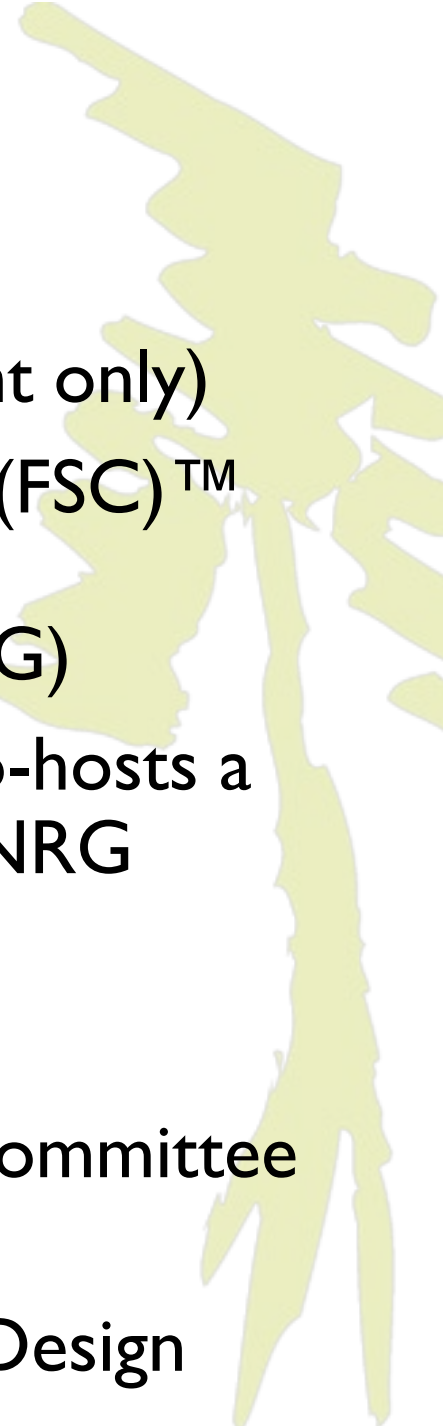 nt only)
(FSC)™
G)
o-hosts a
NRG
ommittee
Design